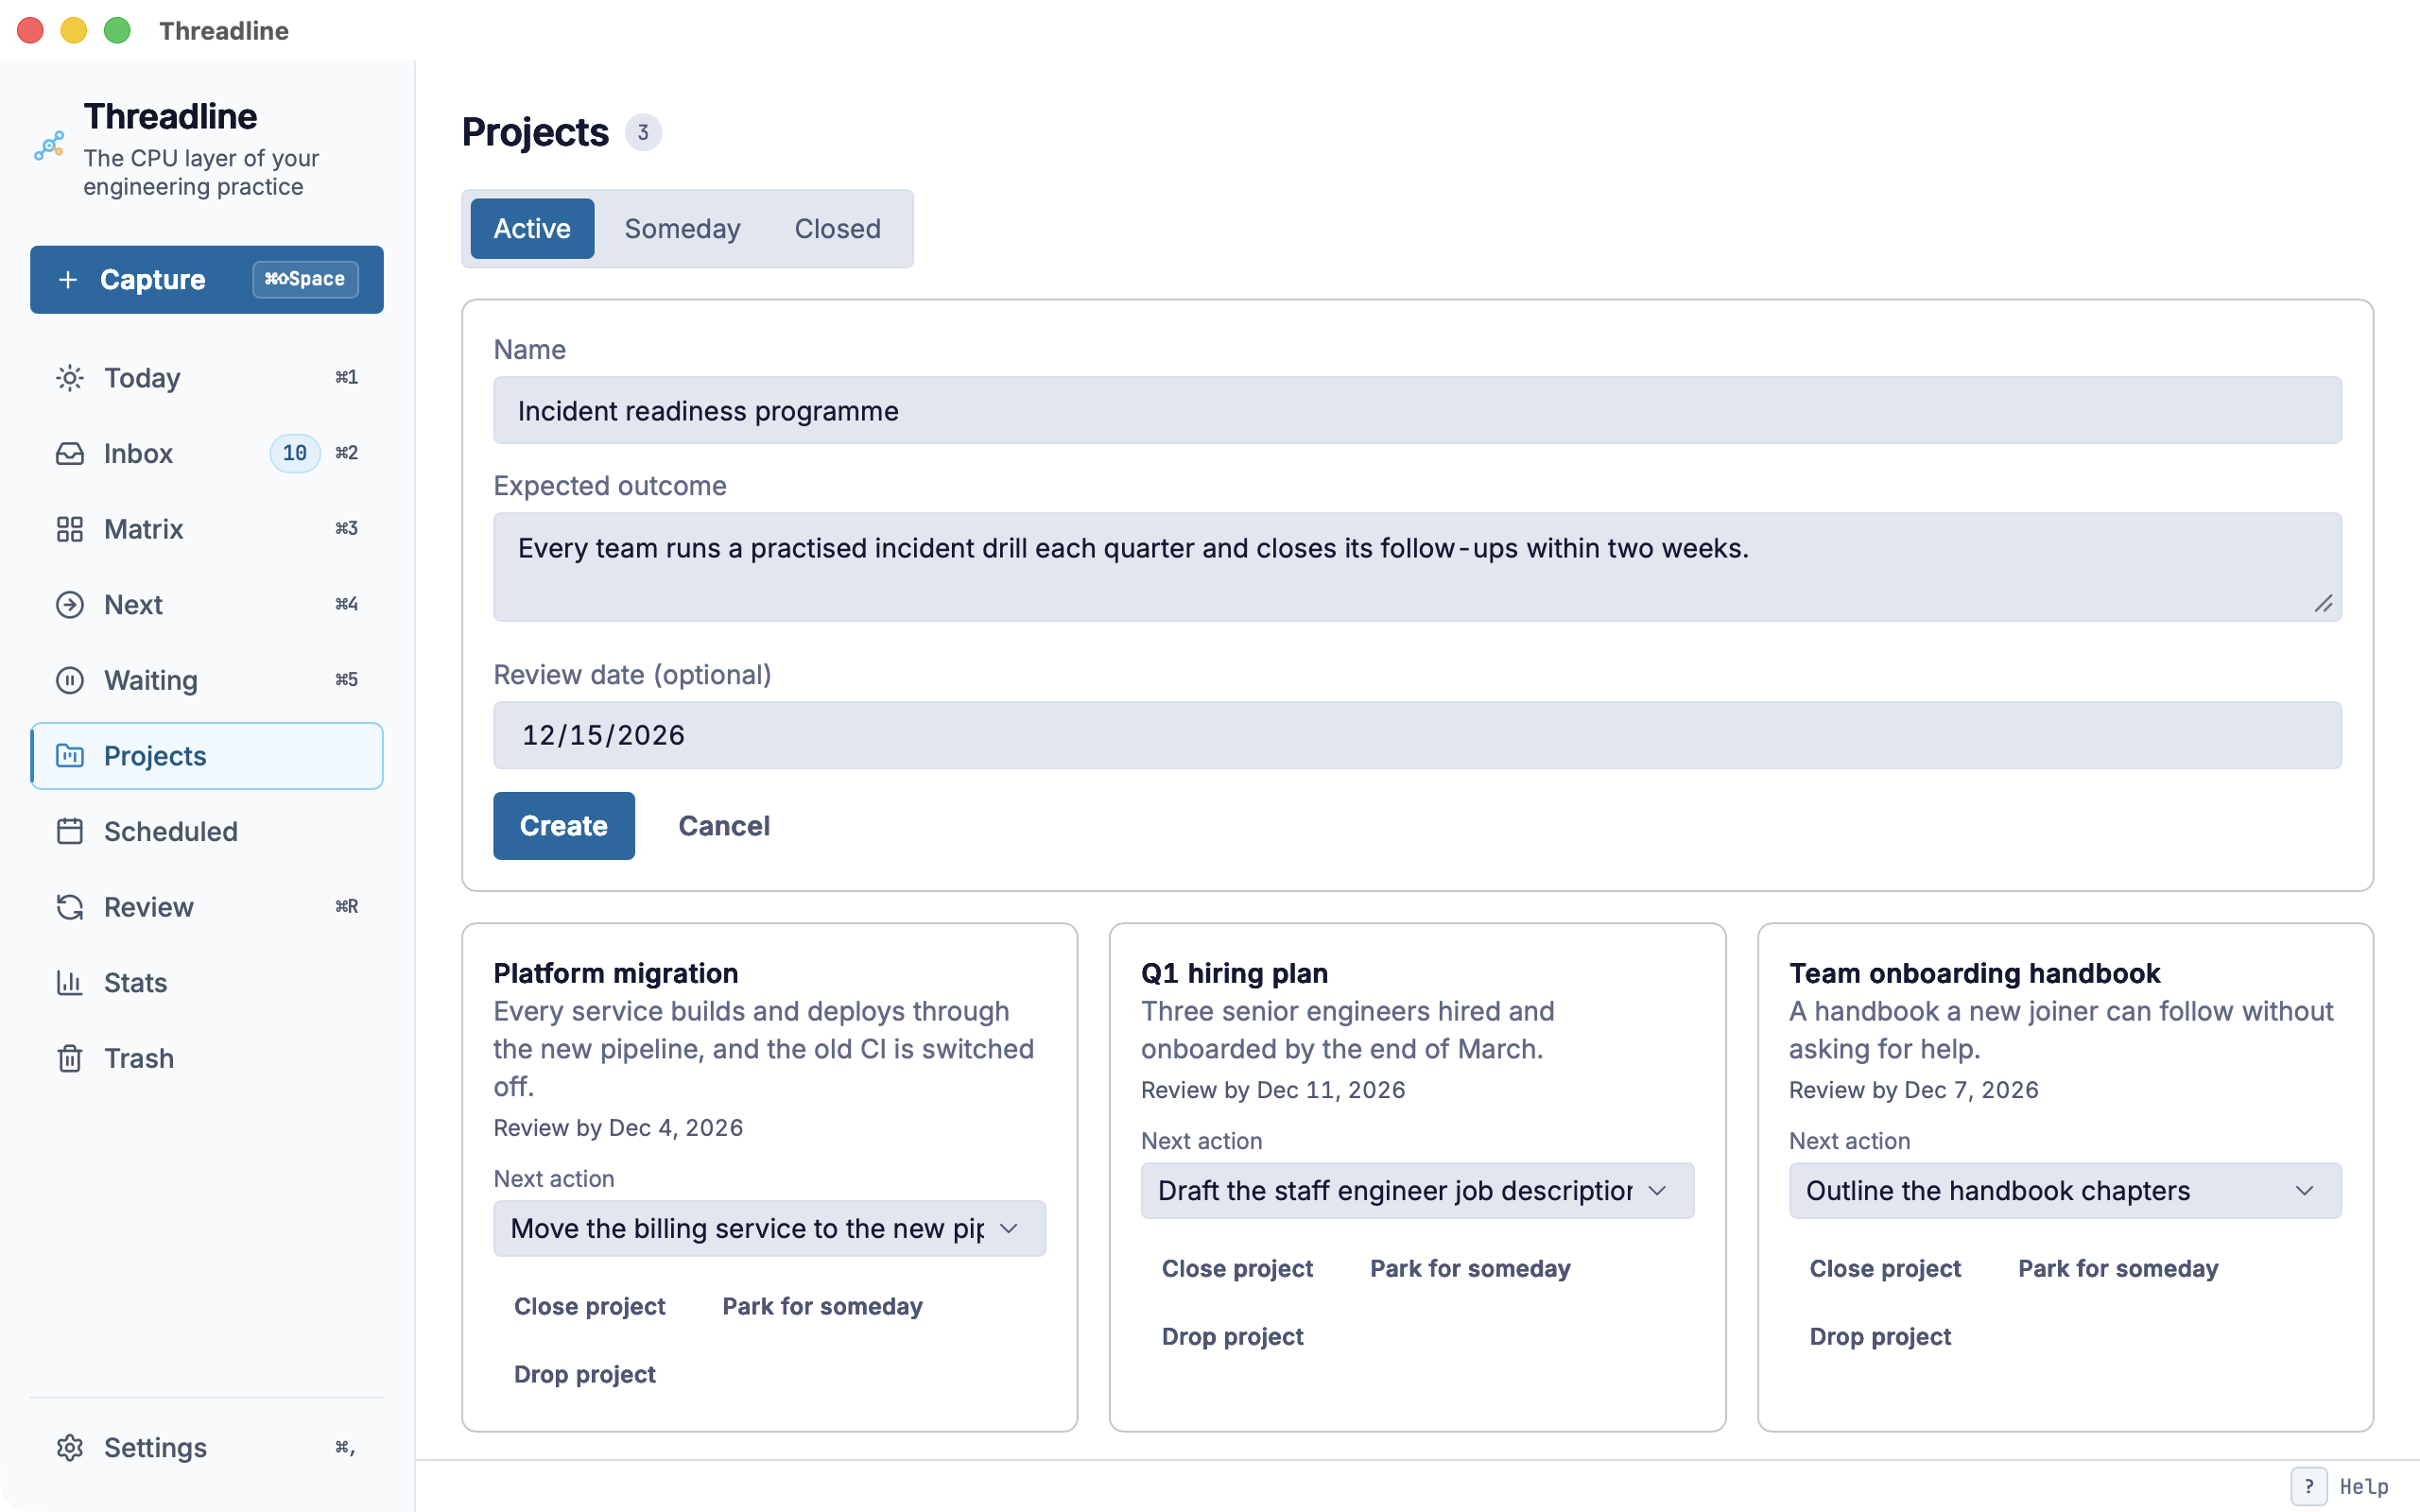 Threadline
Threadline
The CPU layer of your
engineering practice
+ Capture ⌘⇧Space
Today ⌘1
Inbox 10 ⌘2
Matrix ⌘3
Next ⌘4
Waiting ⌘5
Projects
Scheduled
Review ⌘R
Stats
Trash
Settings ⌘,
Projects 3
Active Someday Closed
Name
Incident readiness programme
Expected outcome
Every team runs a practised incident drill each quarter and closes its follow-ups within two weeks.
Review date (optional)
12/15/2026
Create Cancel
Platform migration
Every service builds and deploys through
the new pipeline, and the old CI is switched
off.
Review by Dec 4, 2026
Next action
Move the billing service to the new pip
Close project Park for someday
Drop project
Q1 hiring plan
Three senior engineers hired and
onboarded by the end of March.
Review by Dec 11, 2026
Next action
Draft the staff engineer job description
Close project Park for someday
Drop project
Team onboarding handbook
A handbook a new joiner can follow without
asking for help.
Review by Dec 7, 2026
Next action
Outline the handbook chapters
Close project Park for someday
Drop project
? Help